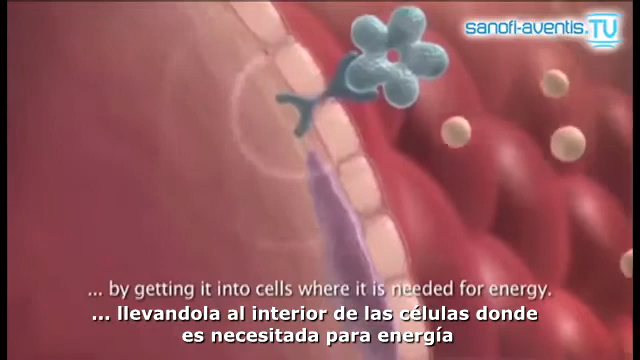 sanofi-aventis.TV
... by getting it into cells where it is needed for energy.
... llevandola al interior de las células donde
es necesitada para energía